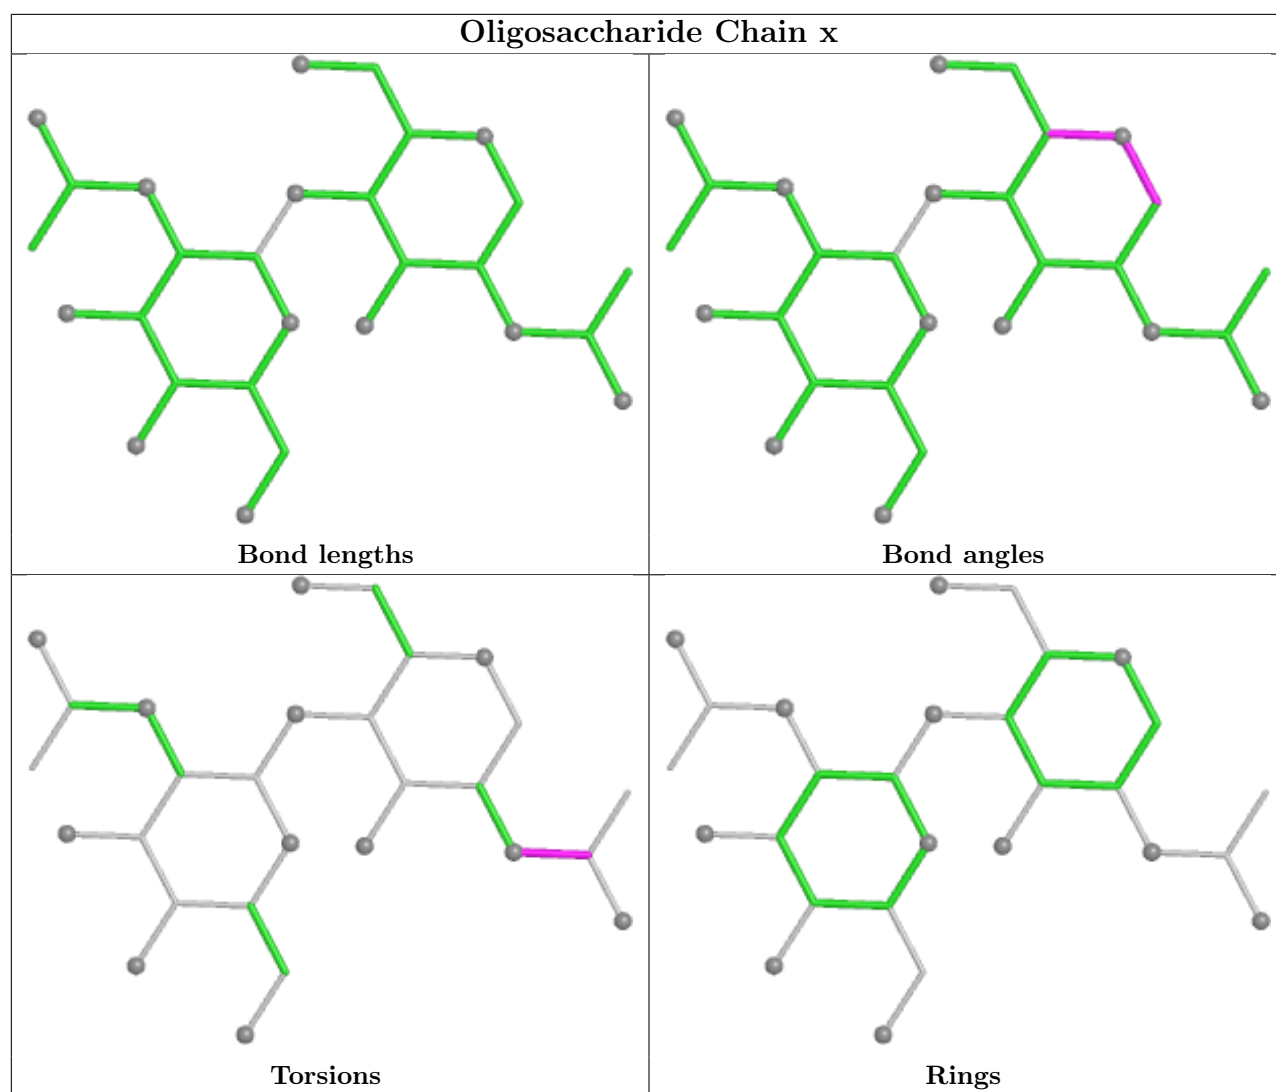 Oligosaccharide Chain x
Bond lengths
Bond angles
Torsions
Rings